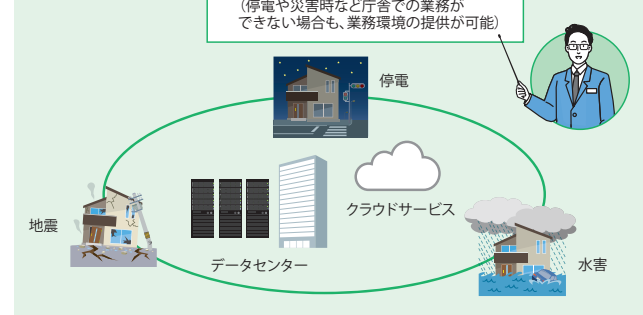 (停電や災害時など庁舎での業務が
できない場合も、業務環境の提供が可能)
停電
クラウドサービス
地震
データセンター
水害